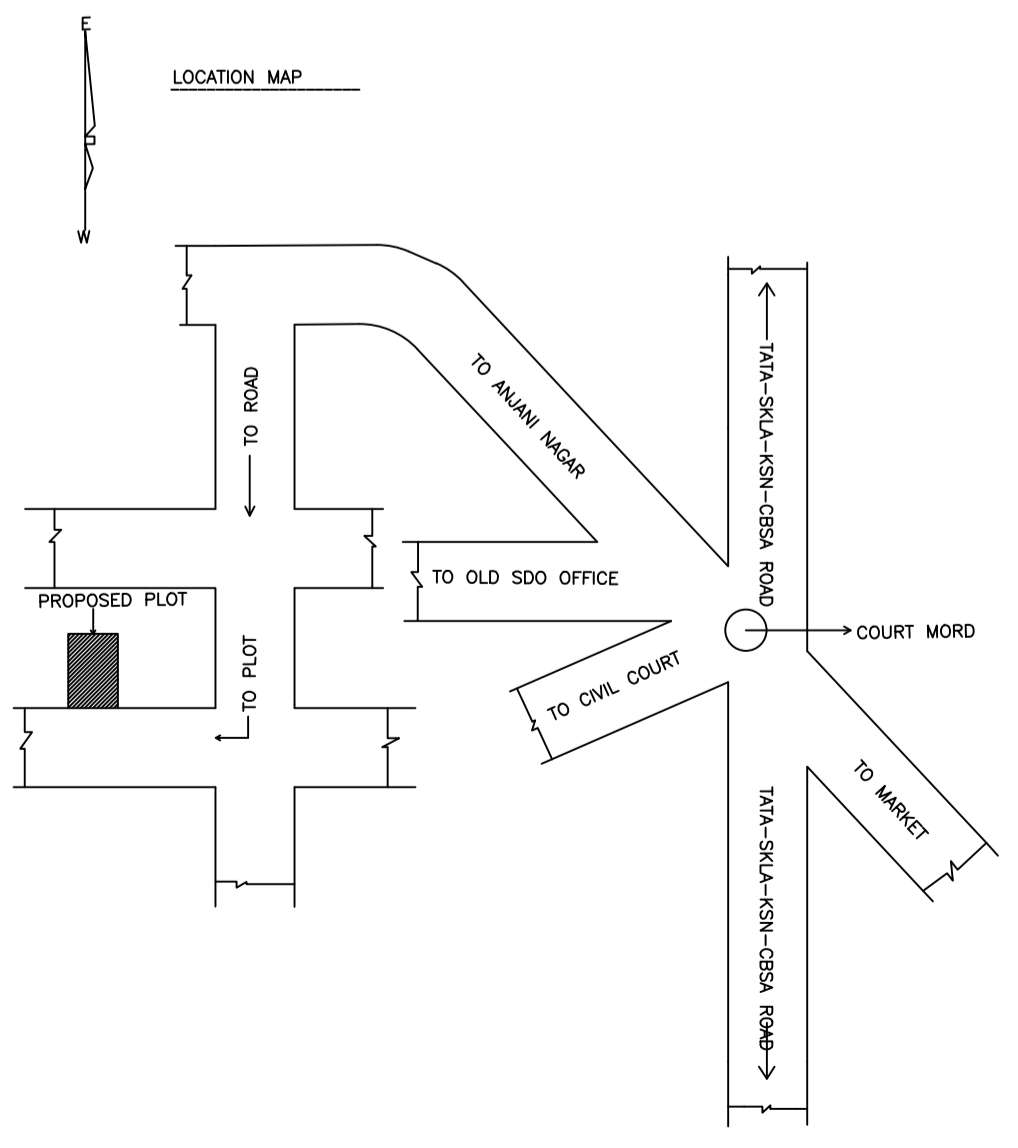 E
LOCATION MAP
W
TO ROAD
TO ANJANI NAGAR
TATA-SKLA-KSN-CBSA ROAD
TO OLD SDO OFFICE
PROPOSED PLOT
COURT MORD
TO PLOT
TO CIVIL COURT
TO MARKET
TATA-SKLA-KSN-CBSA ROAD